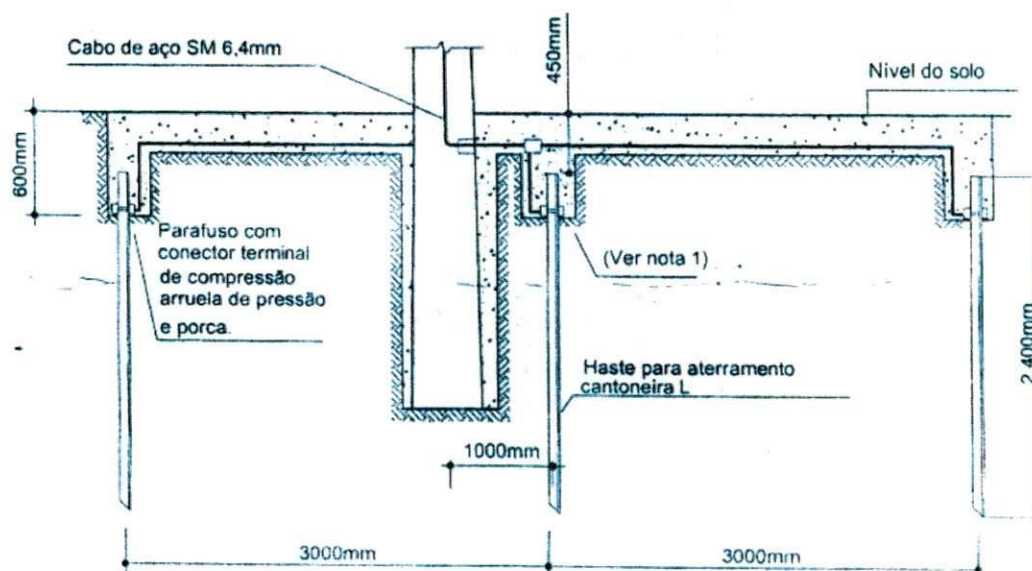 Cabo de aço SM 6,4mm
450mm
Nivel do solo
600mm
Parafuso com
conector terminal
de compressão
arruela de pressão
e porca.
(Ver nota 1)
Haste para aterramento
cantoneira L
2.400mm
1000mm
3000mm
3000mm